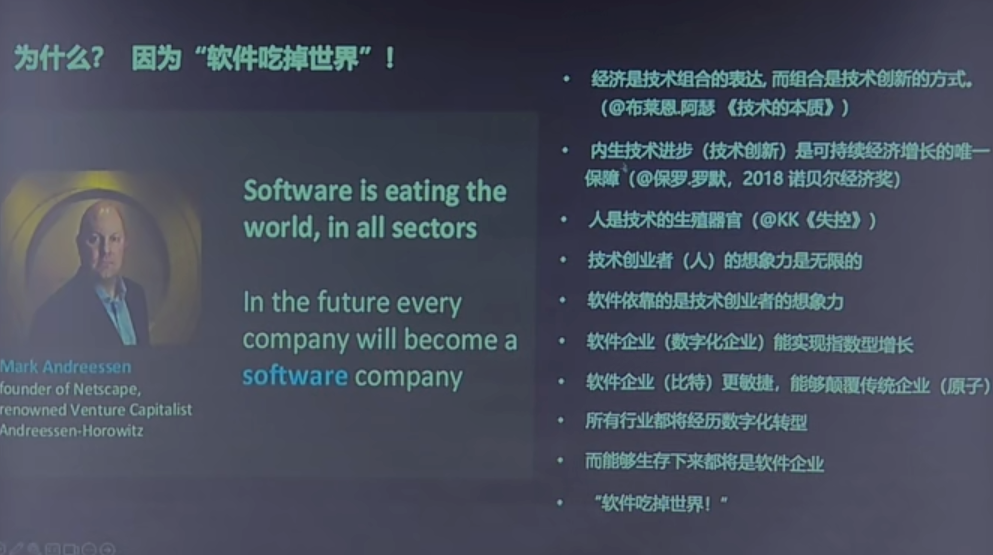 为什么？ 因为“软件吃掉世界”！
Software is eating the
world, in all sectors
In the future every
company will become a
software company
Mark Andreessen
founder of Netscape,
renowned Venture Capitalist
Andreessen-Horowitz
• 经济是技术组合的表达, 而组合是技术创新的方式。
（@布莱恩.阿瑟 《技术的本质》）
• 内生技术进步（技术创新）是可持续经济增长的唯一
保障（@保罗.罗默，2018 诺贝尔经济奖）
• 人是技术的生殖器官（@KK《失控》）
• 技术创业者（人）的想象力是无限的
• 软件依靠的是技术创业者的想象力
• 软件企业（数字化企业）能实现指数型增长
• 软件企业（比特）更敏捷，能够颠覆传统企业（原子）
• 所有行业都将经历数字化转型
• 而能够生存下来都将是软件企业
• “软件吃掉世界！“